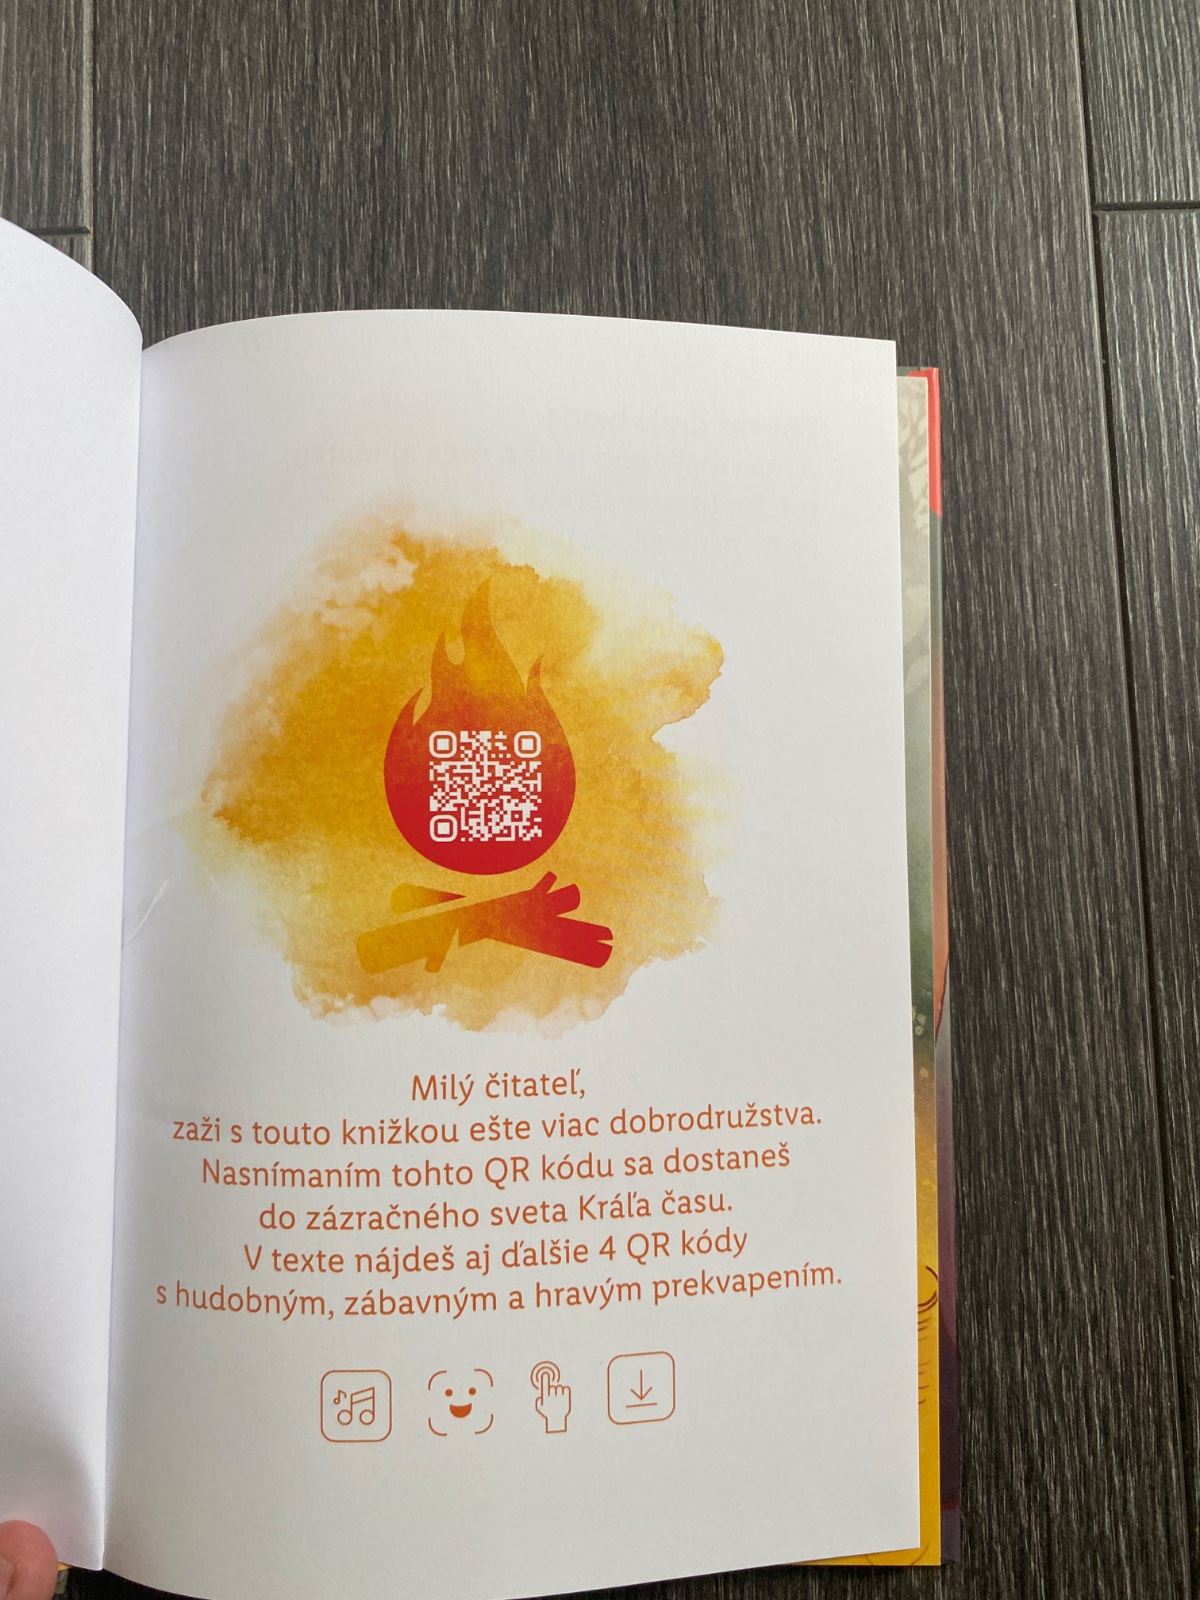 Milý čitateľ,
zaži s touto knižkou ešte viac dobrodružstva.
Nasnímaním tohto QR kódu sa dostaneš
do zázračného sveta Kráľa času.
V texte nájdeš aj ďalšie 4 QR kódy
s hudobným, zábavným a hravým prekvapením.